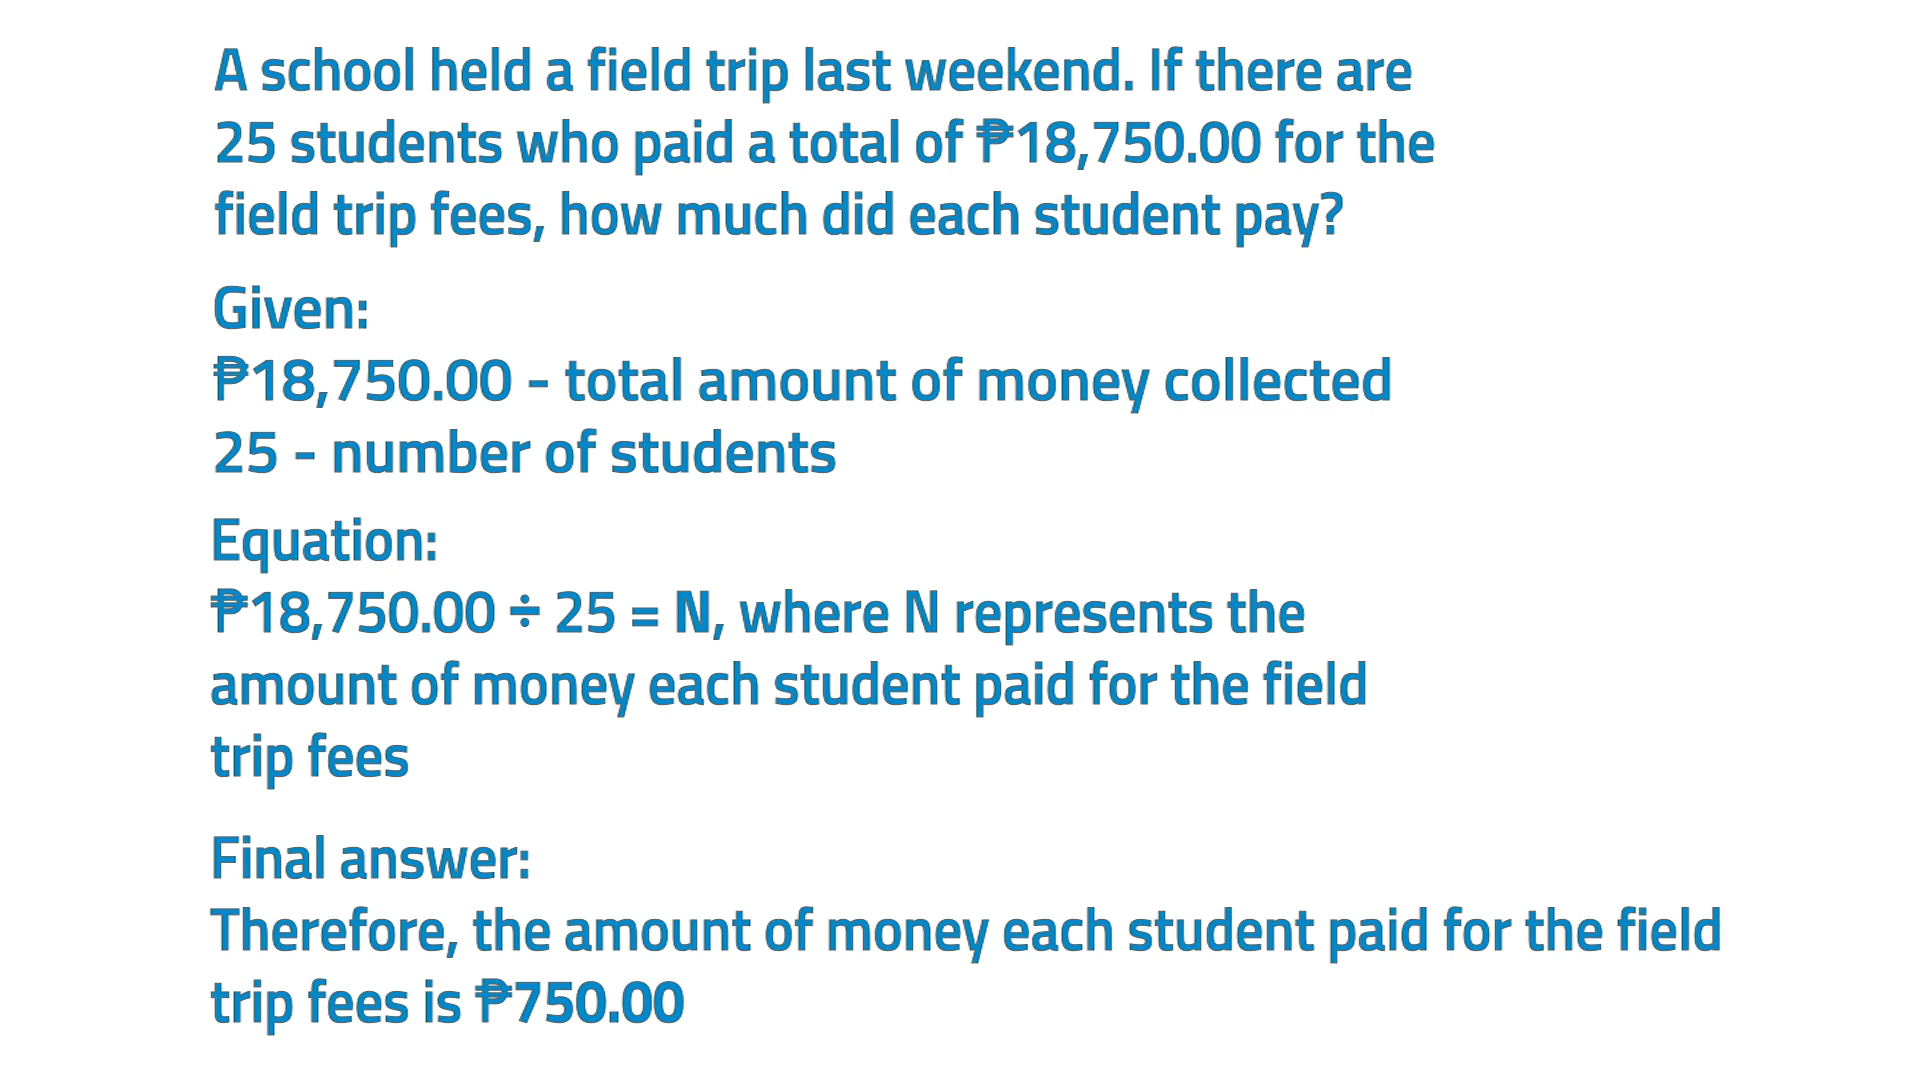 A school held a field trip last weekend. If there are
25 students who paid a total of ₱18,750.00 for the
field trip fees, how much did each student pay?
Given:
₱18,750.00 - total amount of money collected
25 - number of students
Equation:
₱18,750.00 ÷ 25 = N, where N represents the
amount of money each student paid for the field
trip fees
Final answer:
Therefore, the amount of money each student paid for the field
trip fees is ₱750.00